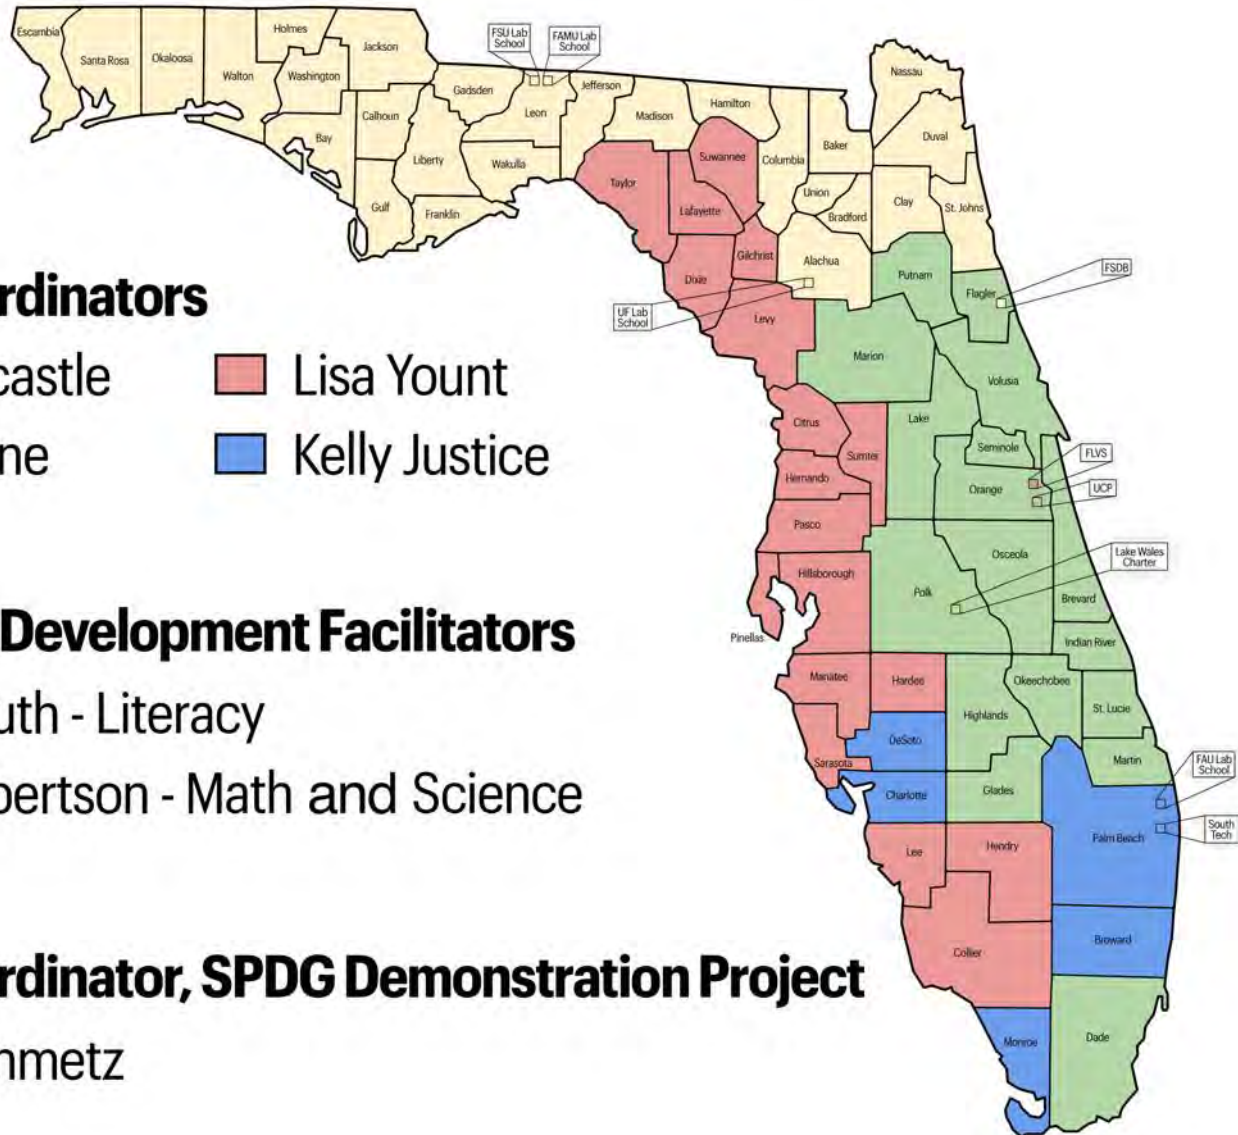 Escambia
Santa Rosa
Okaloosa
Holmes
Walton
Washington
Jackson
Bay
Calhoun
Gulf
Liberty
Gadsden
Franklin
FSU Lab
School
FAMU Lab
School
Leon
Wakulla
Jefferson
Madison
Hamilton
Taylor
Suwannee
Lafayette
Columbia
Baker
Nassau
Duval
Union
Bradford
Clay
St. Johns
Dixie
Gilchrist
Alachua
Putnam
Flagler
FSDB
UF Lab
School
Levy
Marion
Volusia
Citrus
Sumter
Lake
Seminole
Hernando
Orange
FLVS
UCP
Pasco
Osceola
Lake Wales
Charter
Hillsborough
Polk
Brevard
Pinellas
Indian River
Manatee
Hardee
Highlands
Okeechobee
St. Lucie
Sarasota
DeSoto
Martin
Charlotte
Glades
FAU Lab
School
Palm Beach
South
Tech
Lee
Hendry
Collier
Broward
Monroe
Dade
rdinators
castle
Lisa Yount
ne
Kelly Justice
Development Facilitators
uth - Literacy
bertson - Math and Science
rdinator, SPDG Demonstration Project
nmetz